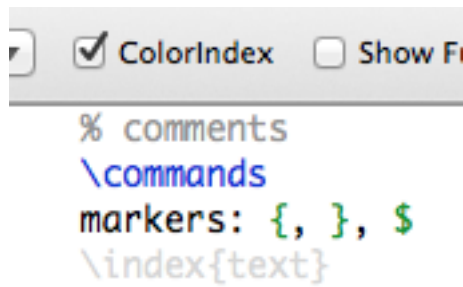 ColorIndex Show F
% comments
\commands
markers: {, }, $
\index{text}